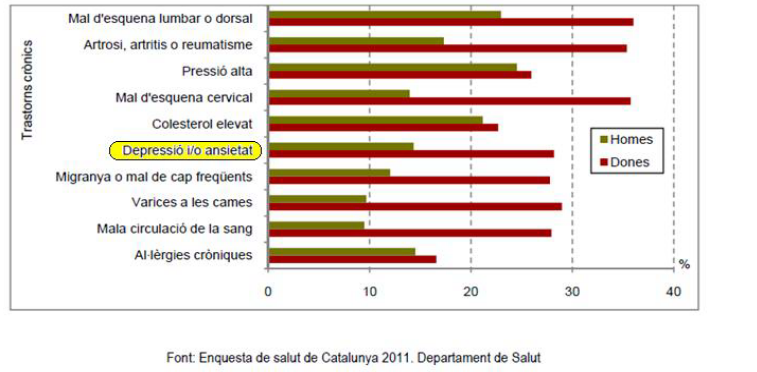 Trastorns crònics
Mal d'esquena lumbar o dorsal
Artrosi, artritis o reumatisme
Pressió alta
Mal d'esquena cervical
Colesterol elevat
Depressió i/o ansietat
Migranya o mal de cap freqüents
Varices a les cames
Mala circulació de la sang
Al·lèrgies cròniques
Homes
Dones
%
0 10 20 30 40
Font: Enquesta de salut de Catalunya 2011. Departament de Salut